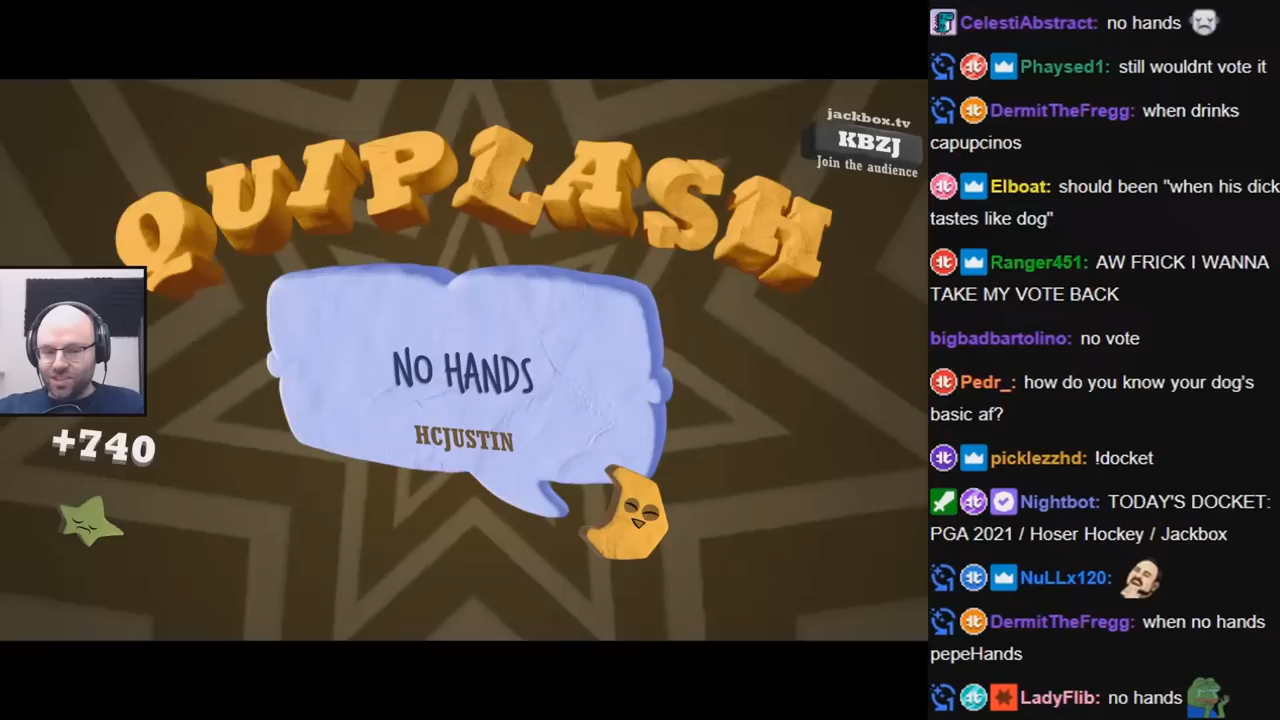 jackbox.tv
KBZJ
Join the audience
QUIPLASH
NO HANDS
HCJUSTIN
+740
CelestiAbstract: no hands
Phaysed1: still wouldnt vote it
DermitTheFregg: when drinks
capupcinos
Elboat: should been "when his dick
tastes like dog"
Ranger451: AW FRICK I WANNA
TAKE MY VOTE BACK
bigbadbartolino: no vote
Pedr_: how do you know your dog's
basic af?
picklezzhd: !docket
Nightbot: TODAY'S DOCKET:
PGA 2021 / Hoser Hockey / Jackbox
NuLLx120:
DermitTheFregg: when no hands
pepeHands
LadyFlib: no hands